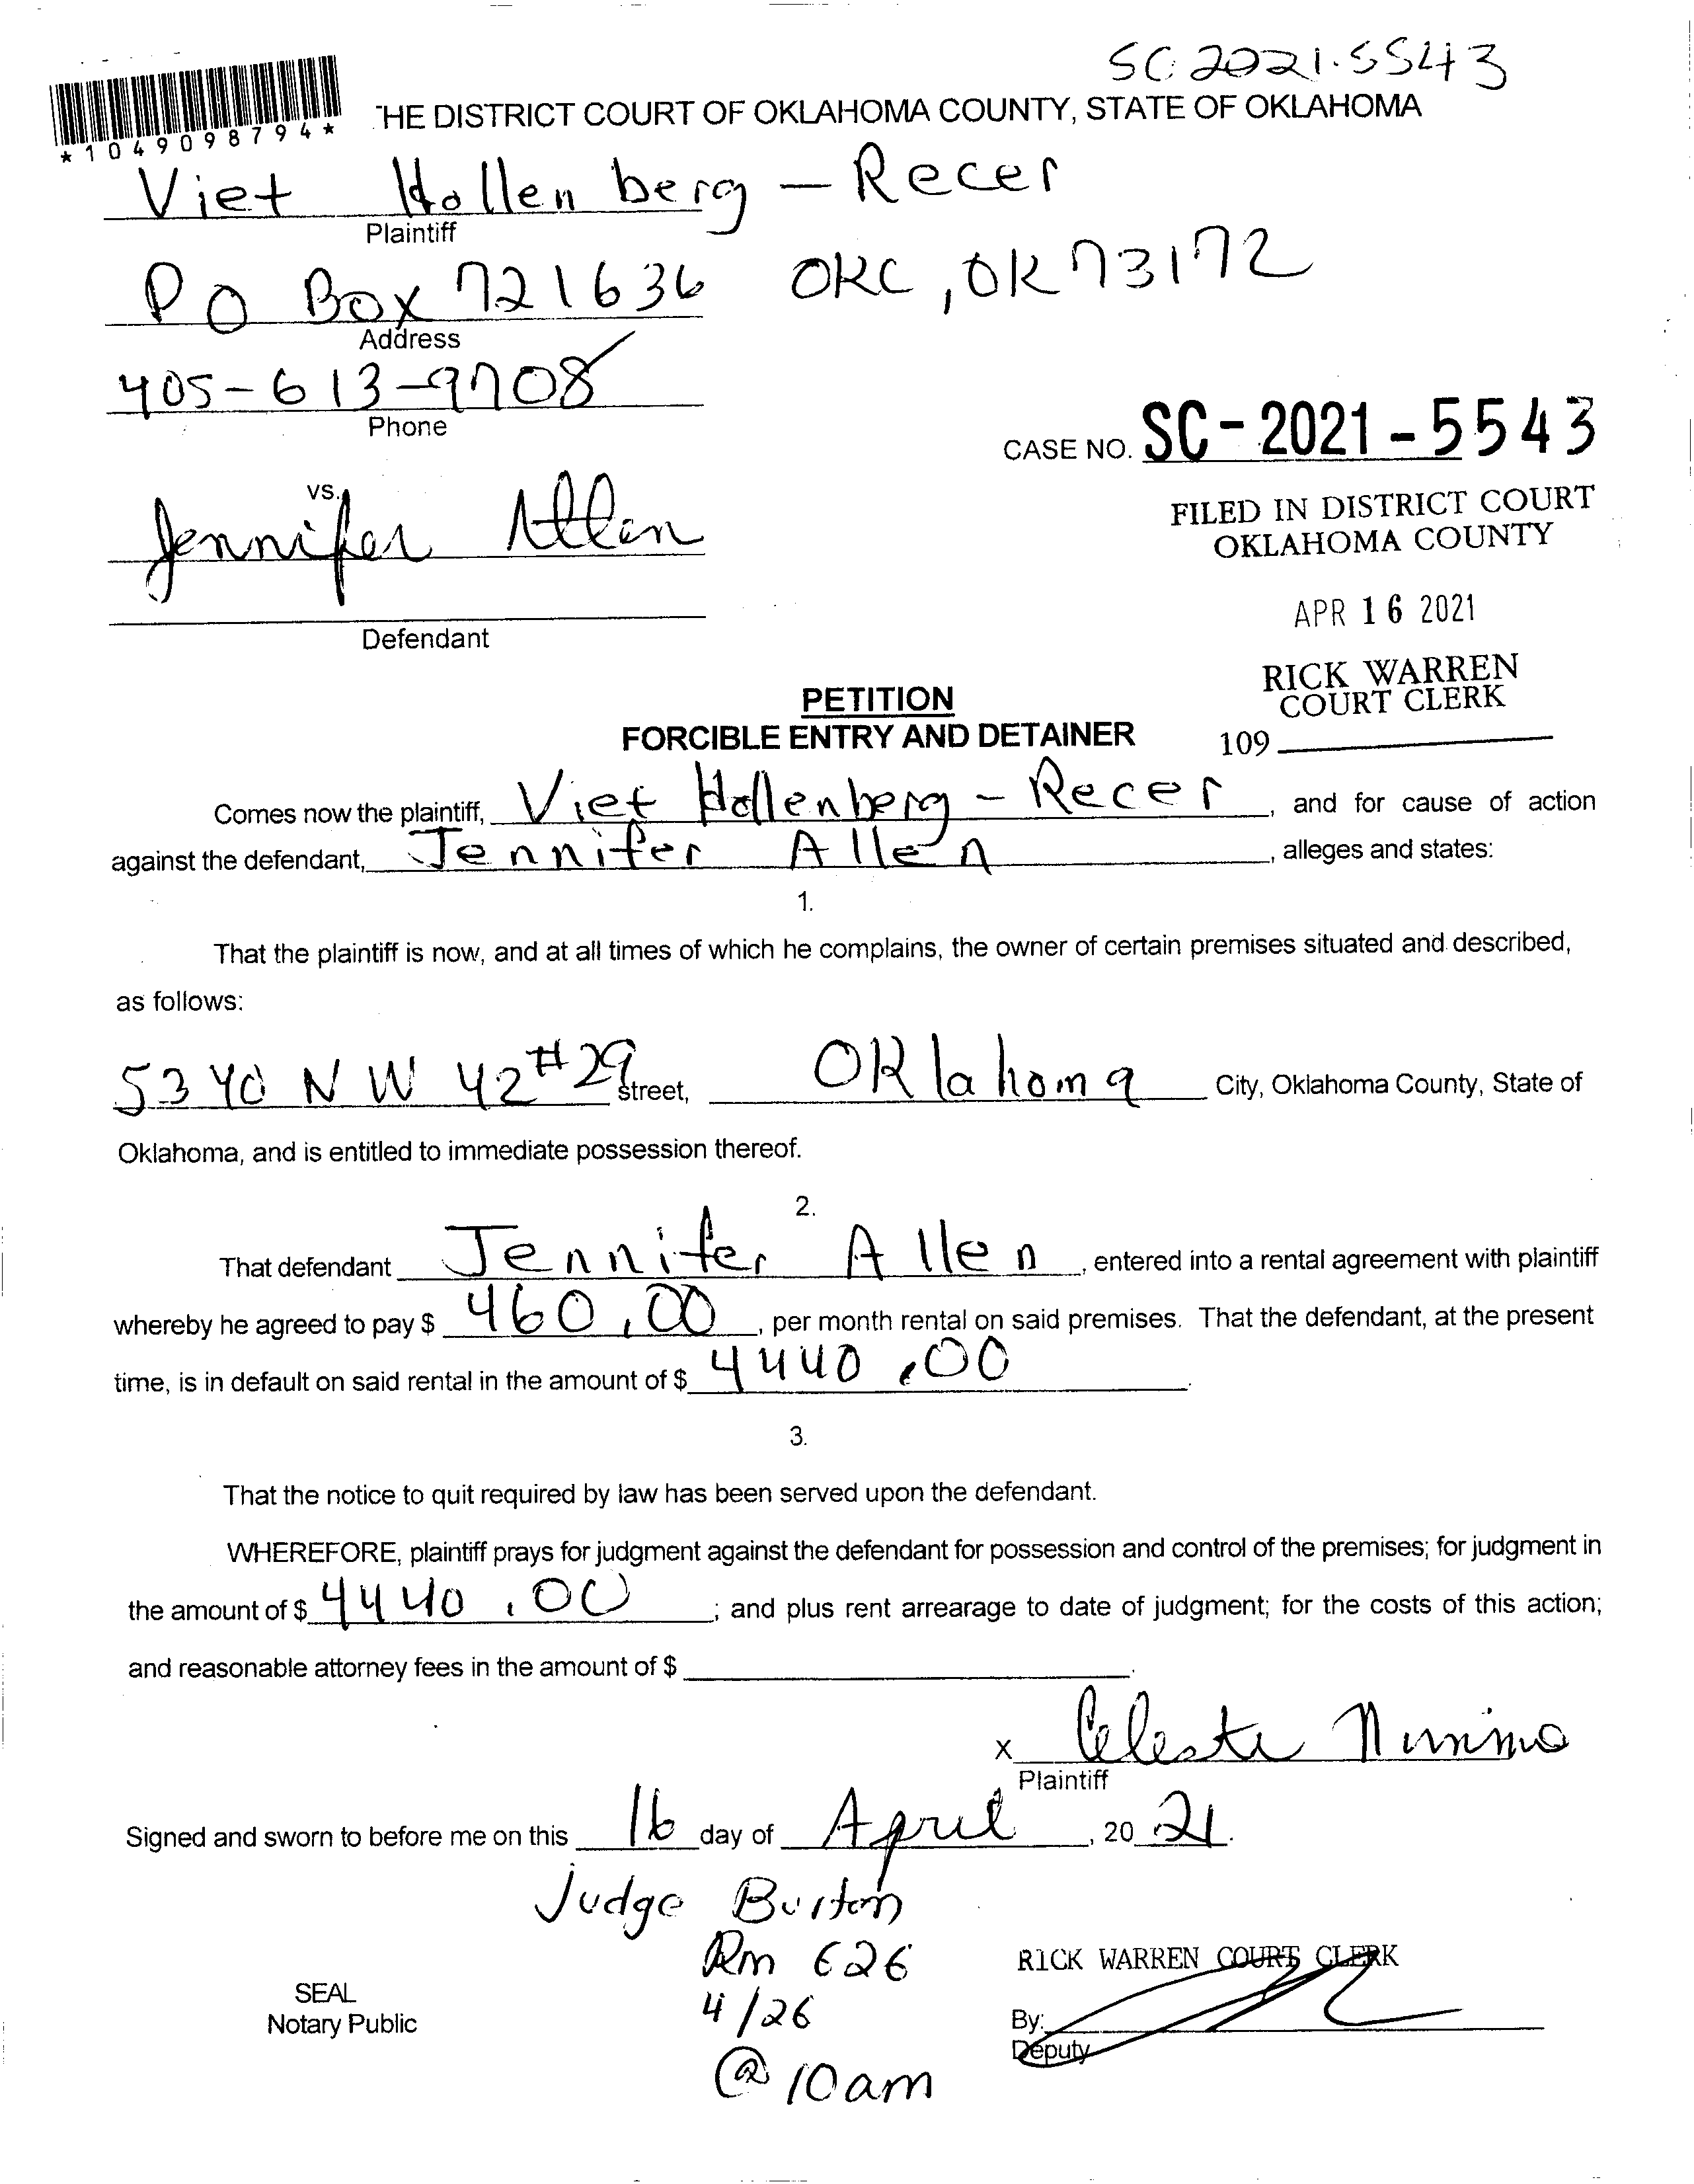 SC 2021-5543
*1049098794*
THE DISTRICT COURT OF OKLAHOMA COUNTY, STATE OF OKLAHOMA
Viet Hollenberg-Recer
Plaintiff
PO Box 721636 OKC, OK 73172
Address
405-613-9708
Phone
CASE NO. SC-2021-5543
vs.
Jennifer Allen
FILED IN DISTRICT COURT
OKLAHOMA COUNTY
APR 16 2021
Defendant
RICK WARREN
COURT CLERK
109
PETITION
FORCIBLE ENTRY AND DETAINER
Comes now the plaintiff, Viet Hollenberg-Recer, and for cause of action
against the defendant, Jennifer Allen, alleges and states:
1.
That the plaintiff is now, and at all times of which he complains, the owner of certain premises situated and described,
as follows:
5340 NW 42 #29 street, Oklahoma City, Oklahoma County, State of
Oklahoma, and is entitled to immediate possession thereof.
2.
That defendant Jennifer Allen, entered into a rental agreement with plaintiff
whereby he agreed to pay $ 460.00, per month rental on said premises. That the defendant, at the present
time, is in default on said rental in the amount of $ 4440.00.
3.
That the notice to quit required by law has been served upon the defendant.
WHEREFORE, plaintiff prays for judgment against the defendant for possession and control of the premises; for judgment in
the amount of $ 4440.00; and plus rent arrearage to date of judgment; for the costs of this action;
and reasonable attorney fees in the amount of $ .
x Celeste Nimmo
Plaintiff
Signed and sworn to before me on this 16 day of April, 2021.
Judge Burton
Rm 626
4/26
@ 10am
SEAL
Notary Public
RICK WARREN COURT CLERK
By:
Deputy